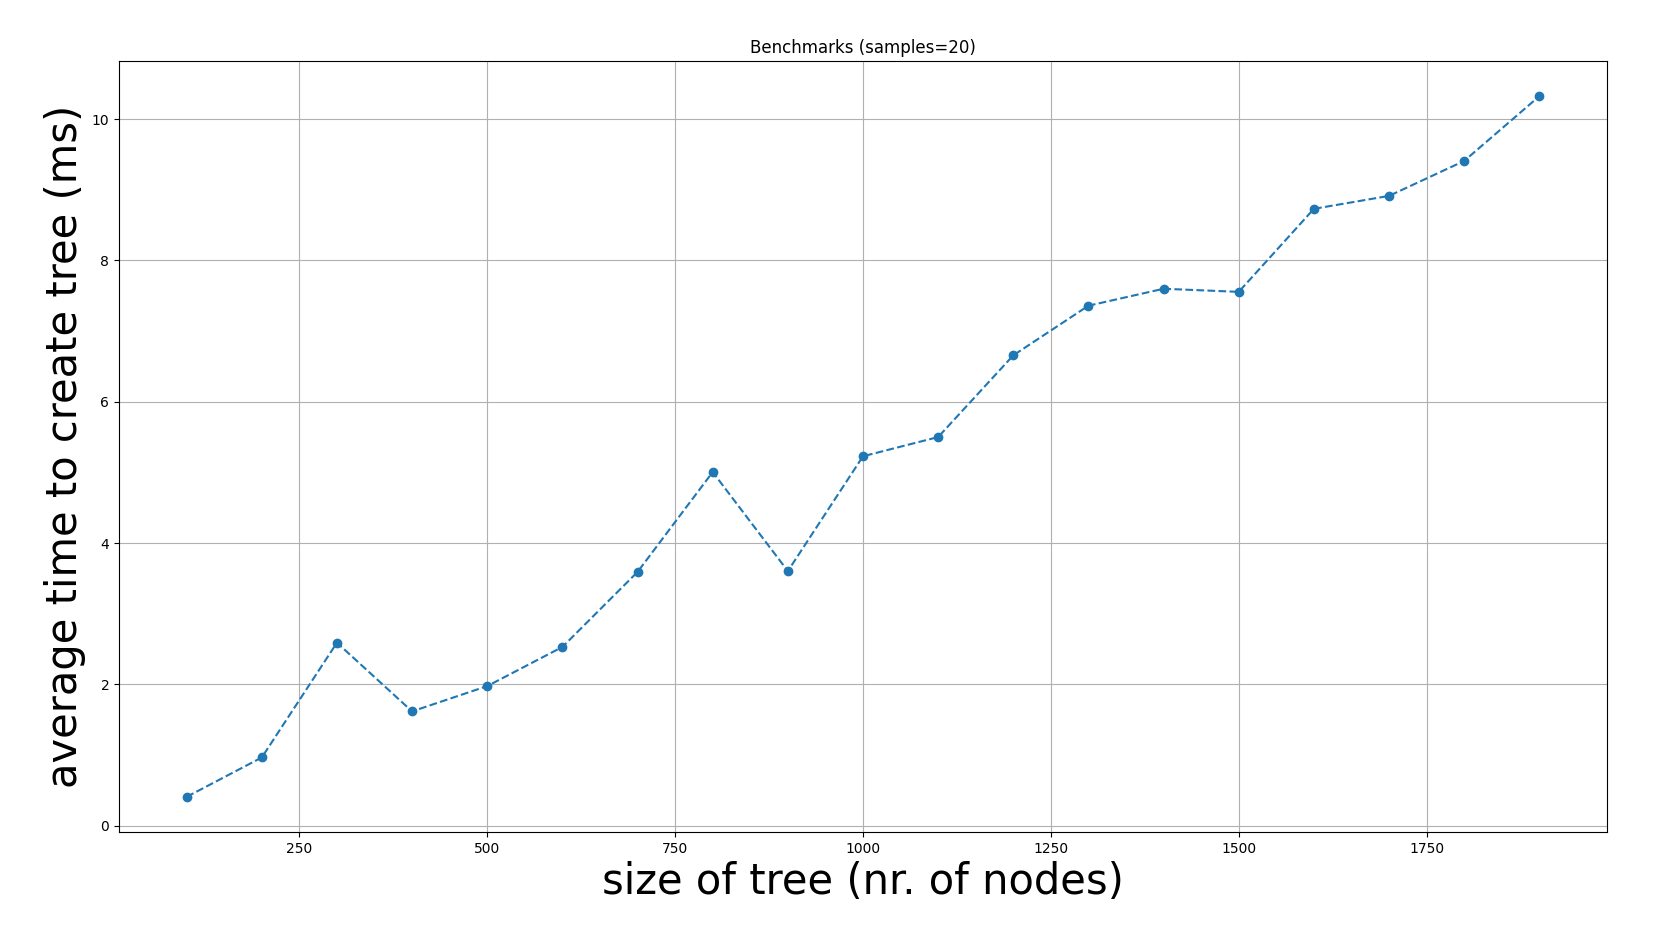 Benchmarks (samples=20)
average time to create tree (ms)
10
8
6
4
2
0
250 500 750 1000 1250 1500 1750
size of tree (nr. of nodes)